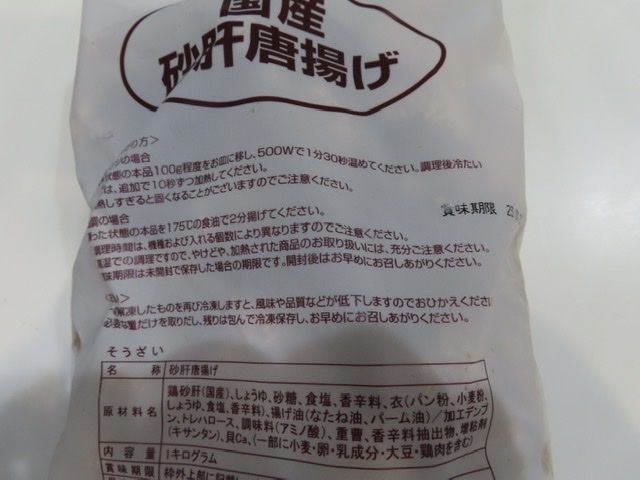 国産
砂肝唐揚げ
り方>
の場合
状態の本品100g程度をお皿に移し、500Wで1分30秒温めてください。調理後冷たい
は、追加で10秒ずつ加熱してください。
熱しすぎると固くなることがございますのでご注意ください。
の場合
った状態の本品を175℃の食油で2分揚げてください。
調理時間は、機種および入れる個数により異なりますのでご注意ください。
高温での調理ですので、やけどや、加熱された商品のお取り扱いには、充分ご注意ください。
味期限は未開封で保存した場合の期限です。開封後はお早めにお召しあがりください。
賞味期限
解凍したものを再び冷凍しますと、風味や品質などが低下しますのでおひかえくださ
必要な量だけを取りだし、残りは包んで冷凍保存し、お早めにお召しあがりください。
そうざい
名称 砂肝唐揚げ
原材料名 鶏砂肝(国産)、しょうゆ、砂糖、食塩、香辛料、衣(パン粉、小麦粉、
しょうゆ、食塩、香辛料)、揚げ油(なたね油、パーム油)/加工デンプ
ン、トレハロース、調味料(アミノ酸)、重曹、香辛料抽出物、増粘剤
(キサンタン)、貝Ca、(一部に小麦・卵・乳成分・大豆・鶏肉を含む)
内容量 1キログラム
賞味期限 枠外上部に記載